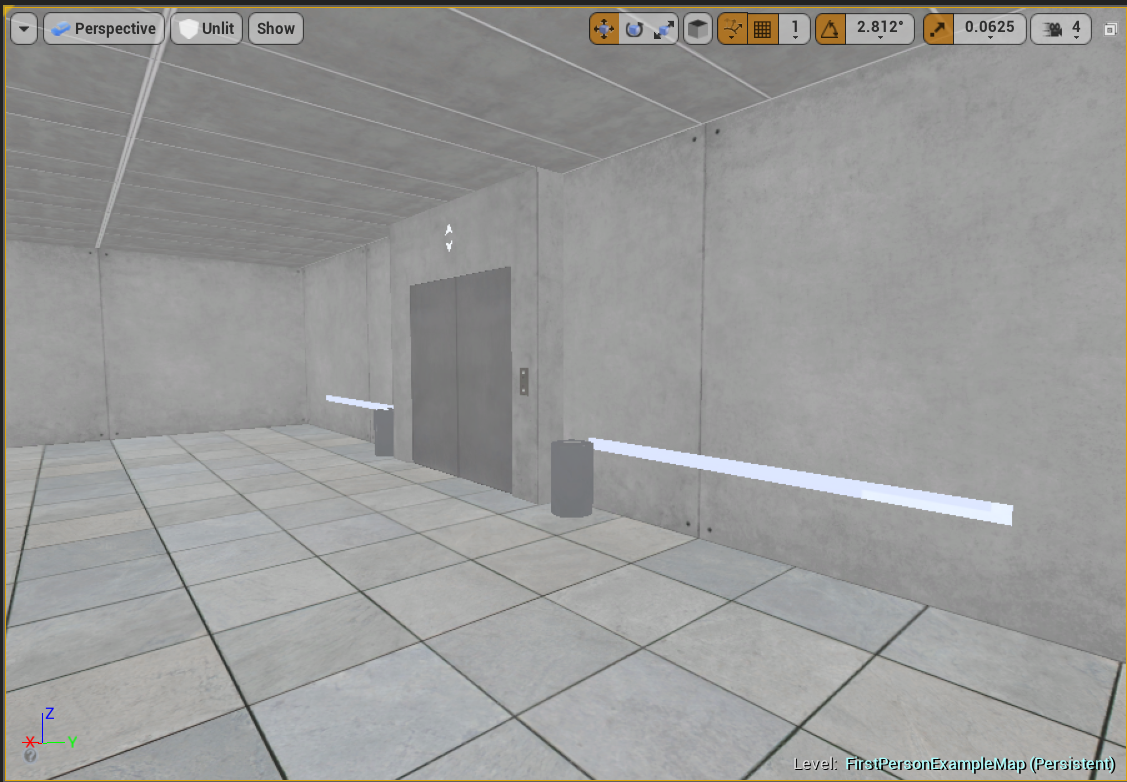 Perspective Unlit Show 1 2.812° 0.0625 4
Z
X Y
?
Level: FirstPersonExampleMap (Persistent)